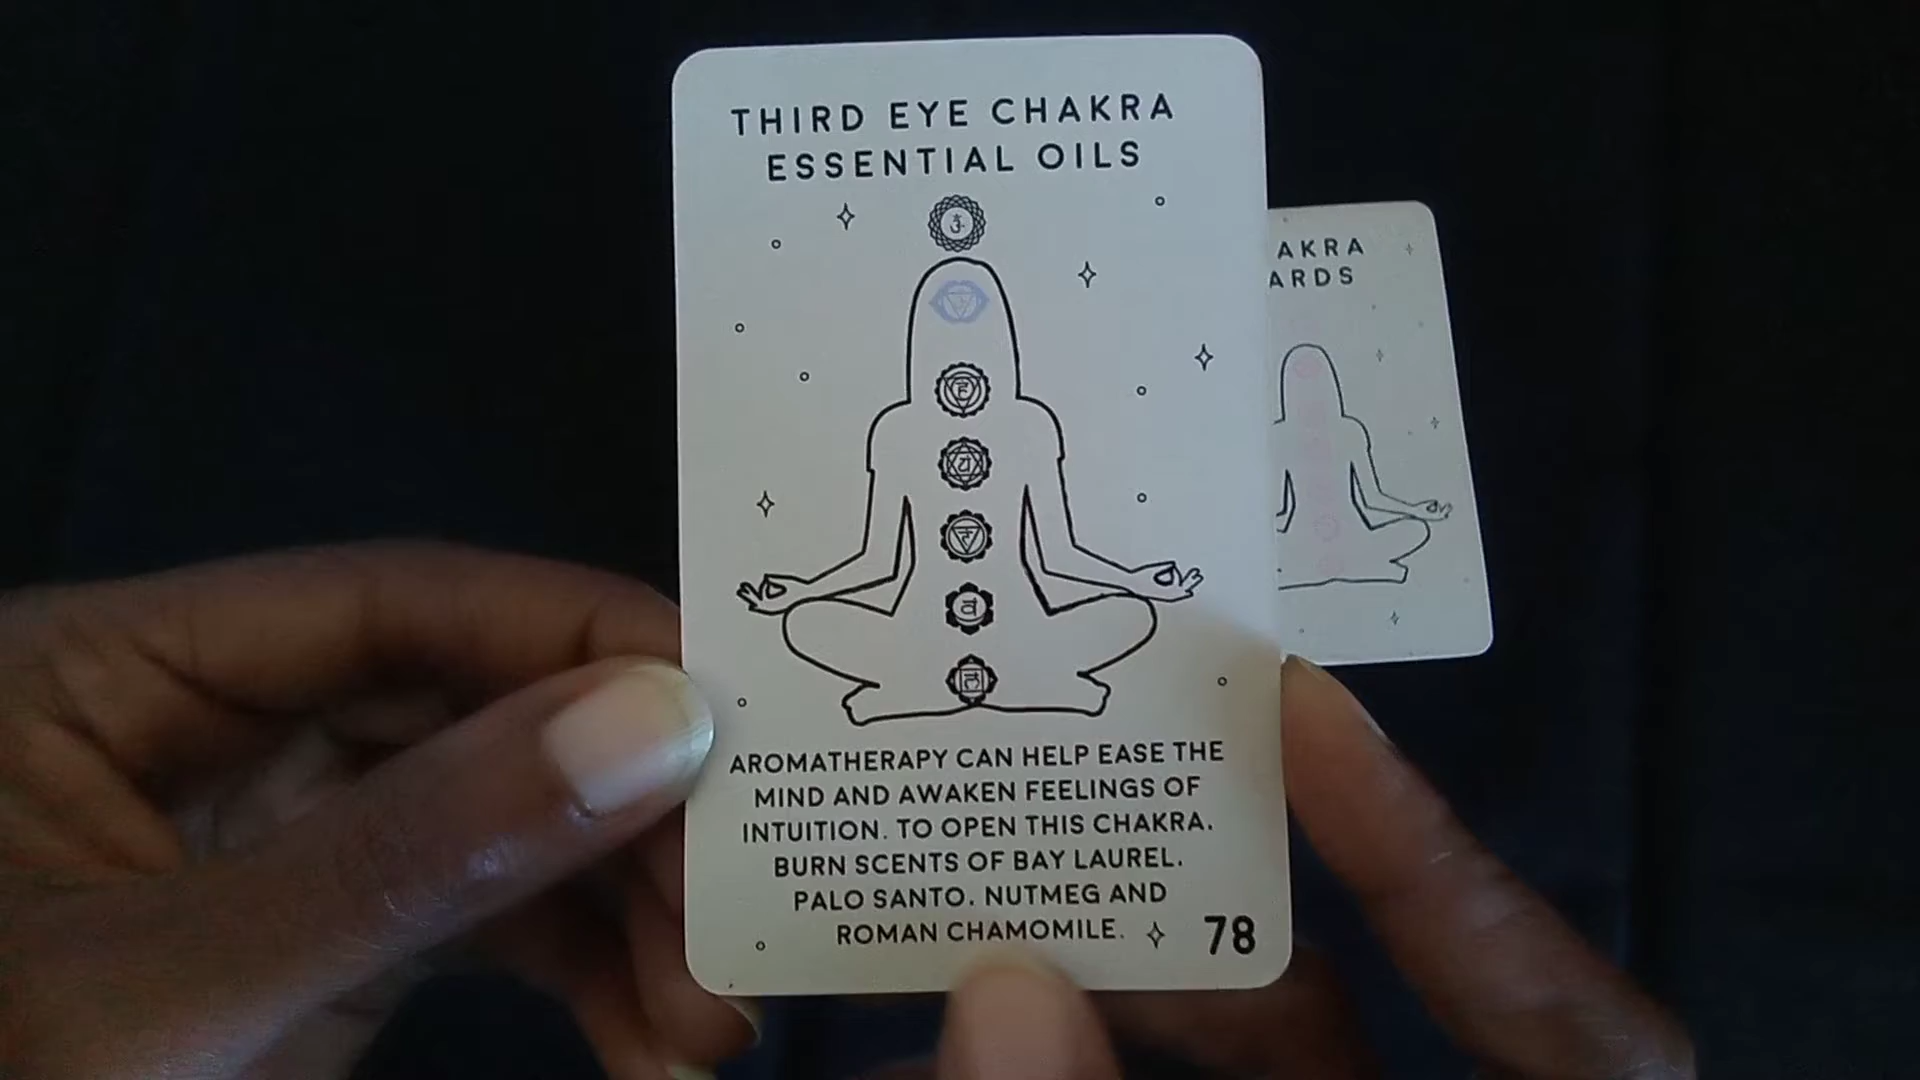 THIRD EYE CHAKRA
ESSENTIAL OILS
ॐ
हं
यं
रं
वं
लं
AROMATHERAPY CAN HELP EASE THE
MIND AND AWAKEN FEELINGS OF
INTUITION. TO OPEN THIS CHAKRA.
BURN SCENTS OF BAY LAUREL.
PALO SANTO. NUTMEG AND
ROMAN CHAMOMILE.
78
AKRA
ARDS